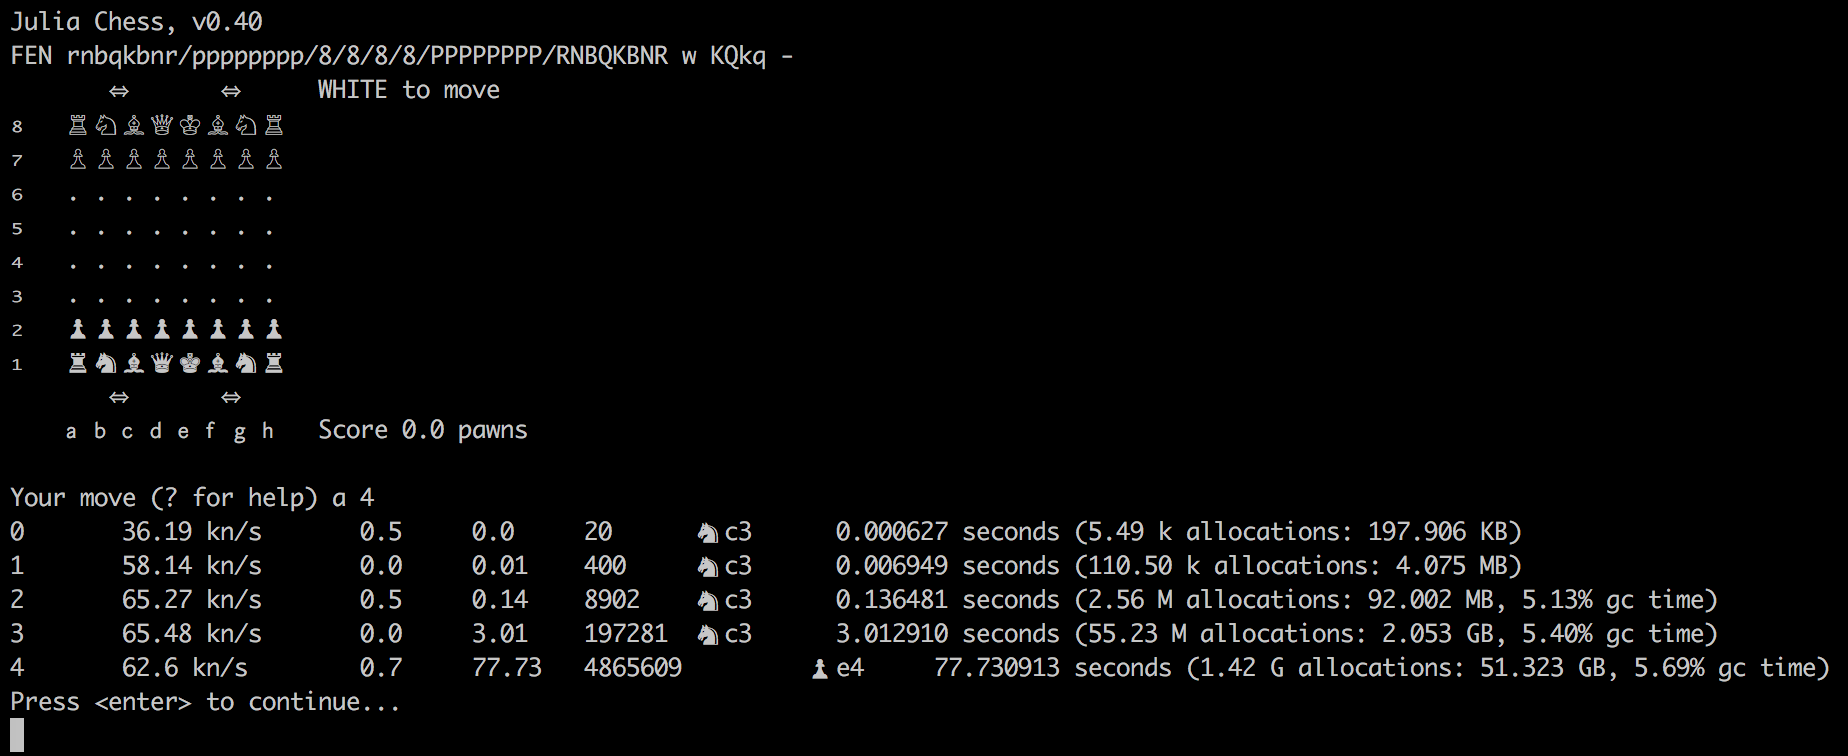 Julia Chess, v0.40
FEN rnbqkbnr/pppppppp/8/8/8/8/PPPPPPPP/RNBQKBNR w KQkq -
⇔ ⇔ WHITE to move
8 ♖♘♗♕♔♗♘♖
7 ♙♙♙♙♙♙♙♙
6 . . . . . . . .
5 . . . . . . . .
4 . . . . . . . .
3 . . . . . . . .
2 ♟♟♟♟♟♟♟♟
1 ♜♞♝♛♚♝♞♜
⇔ ⇔
a b c d e f g h Score 0.0 pawns
Your move (? for help) a 4
0 36.19 kn/s 0.5 0.0 20 ♞c3 0.000627 seconds (5.49 k allocations: 197.906 KB)
1 58.14 kn/s 0.0 0.01 400 ♞c3 0.006949 seconds (110.50 k allocations: 4.075 MB)
2 65.27 kn/s 0.5 0.14 8902 ♞c3 0.136481 seconds (2.56 M allocations: 92.002 MB, 5.13% gc time)
3 65.48 kn/s 0.0 3.01 197281 ♞c3 3.012910 seconds (55.23 M allocations: 2.053 GB, 5.40% gc time)
4 62.6 kn/s 0.7 77.73 4865609 ♟e4 77.730913 seconds (1.42 G allocations: 51.323 GB, 5.69% gc time)
Press <enter> to continue...